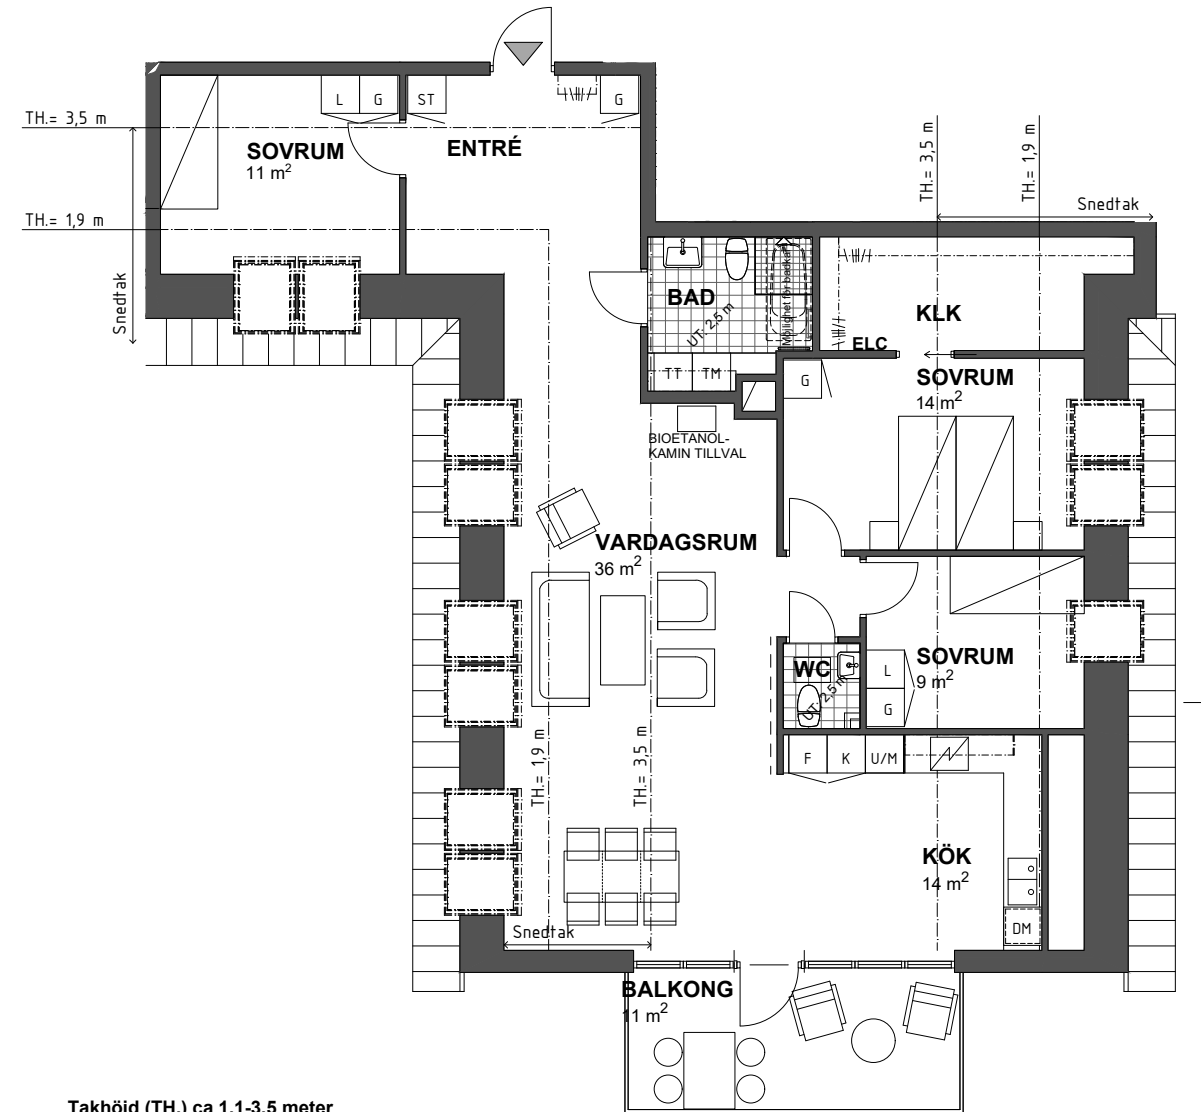 L
G
ST
G
TH.= 3,5 m
SOVRUM
11 m²
ENTRÉ
TH.= 1,9 m
Snedtak
TH.= 3,5 m
TH.= 1,9 m
Snedtak
BAD
UT: 2,5 m
Möjlighet för badkar
KLK
ELC
TT
TM
G
SOVRUM
14 m²
BIOETANOL-
KAMIN TILLVAL
VARDAGSRUM
36 m²
WC
UT: 2,5 m
L
G
SOVRUM
9 m²
TH.= 1,9 m
TH.= 3,5 m
F
K
U/M
KÖK
14 m²
DM
Snedtak
BALKONG
11 m²
Takhöjd (TH.) ca 1,1-3,5 meter